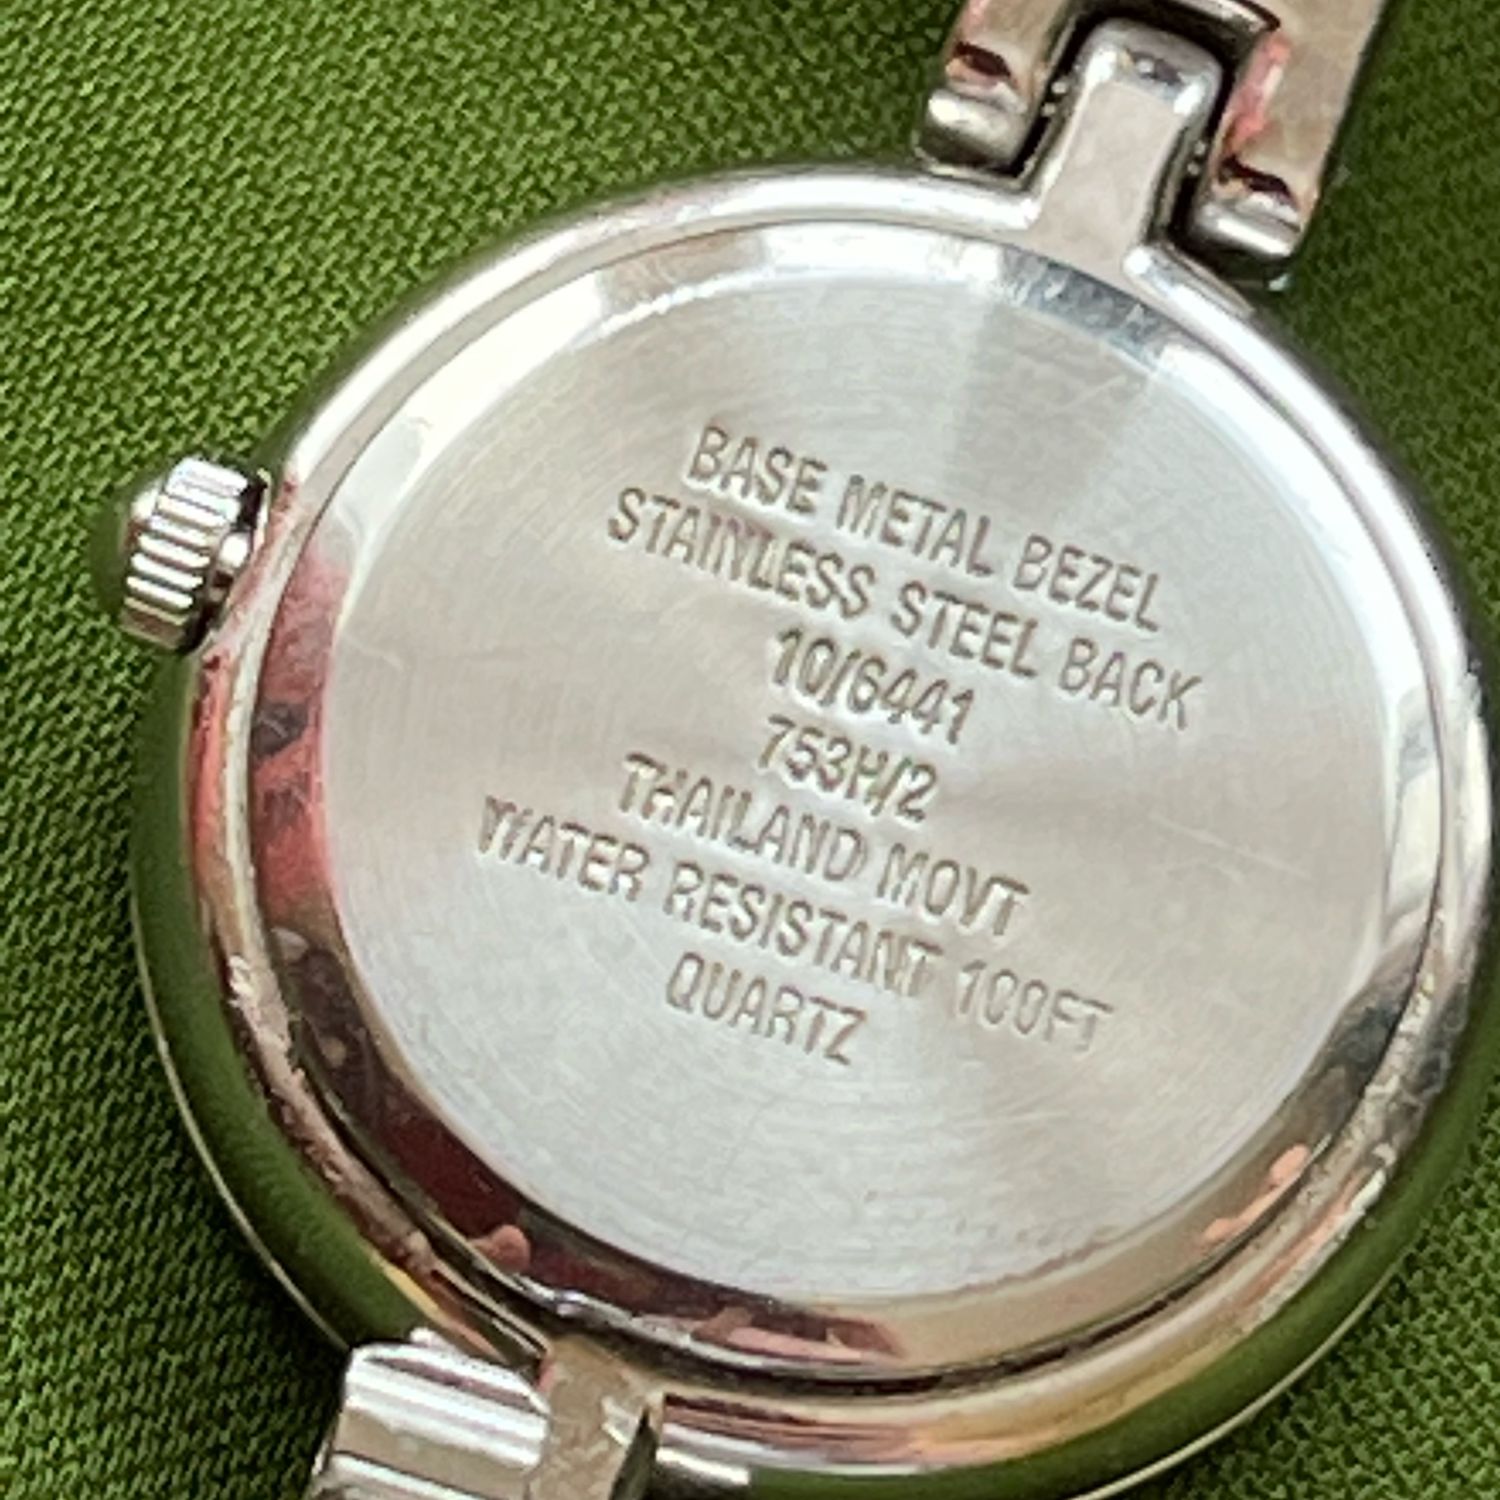 BASE METAL BEZEL
STAINLESS STEEL BACK
10/6441
753H/2
THAILAND MOVT
WATER RESISTANT 100FT
QUARTZ